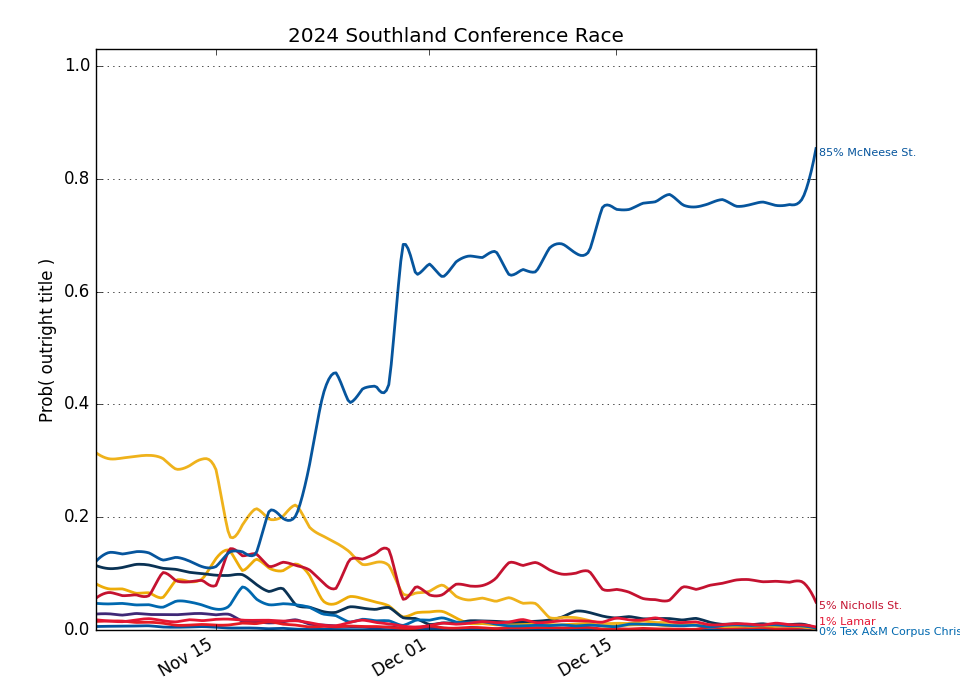 2024 Southland Conference Race
Prob( outright title )
1.0
0.8
0.6
0.4
0.2
0.0
Nov 15
Dec 01
Dec 15
85% McNeese St.
5% Nicholls St.
1% Lamar
0% Tex A&M Corpus Chris